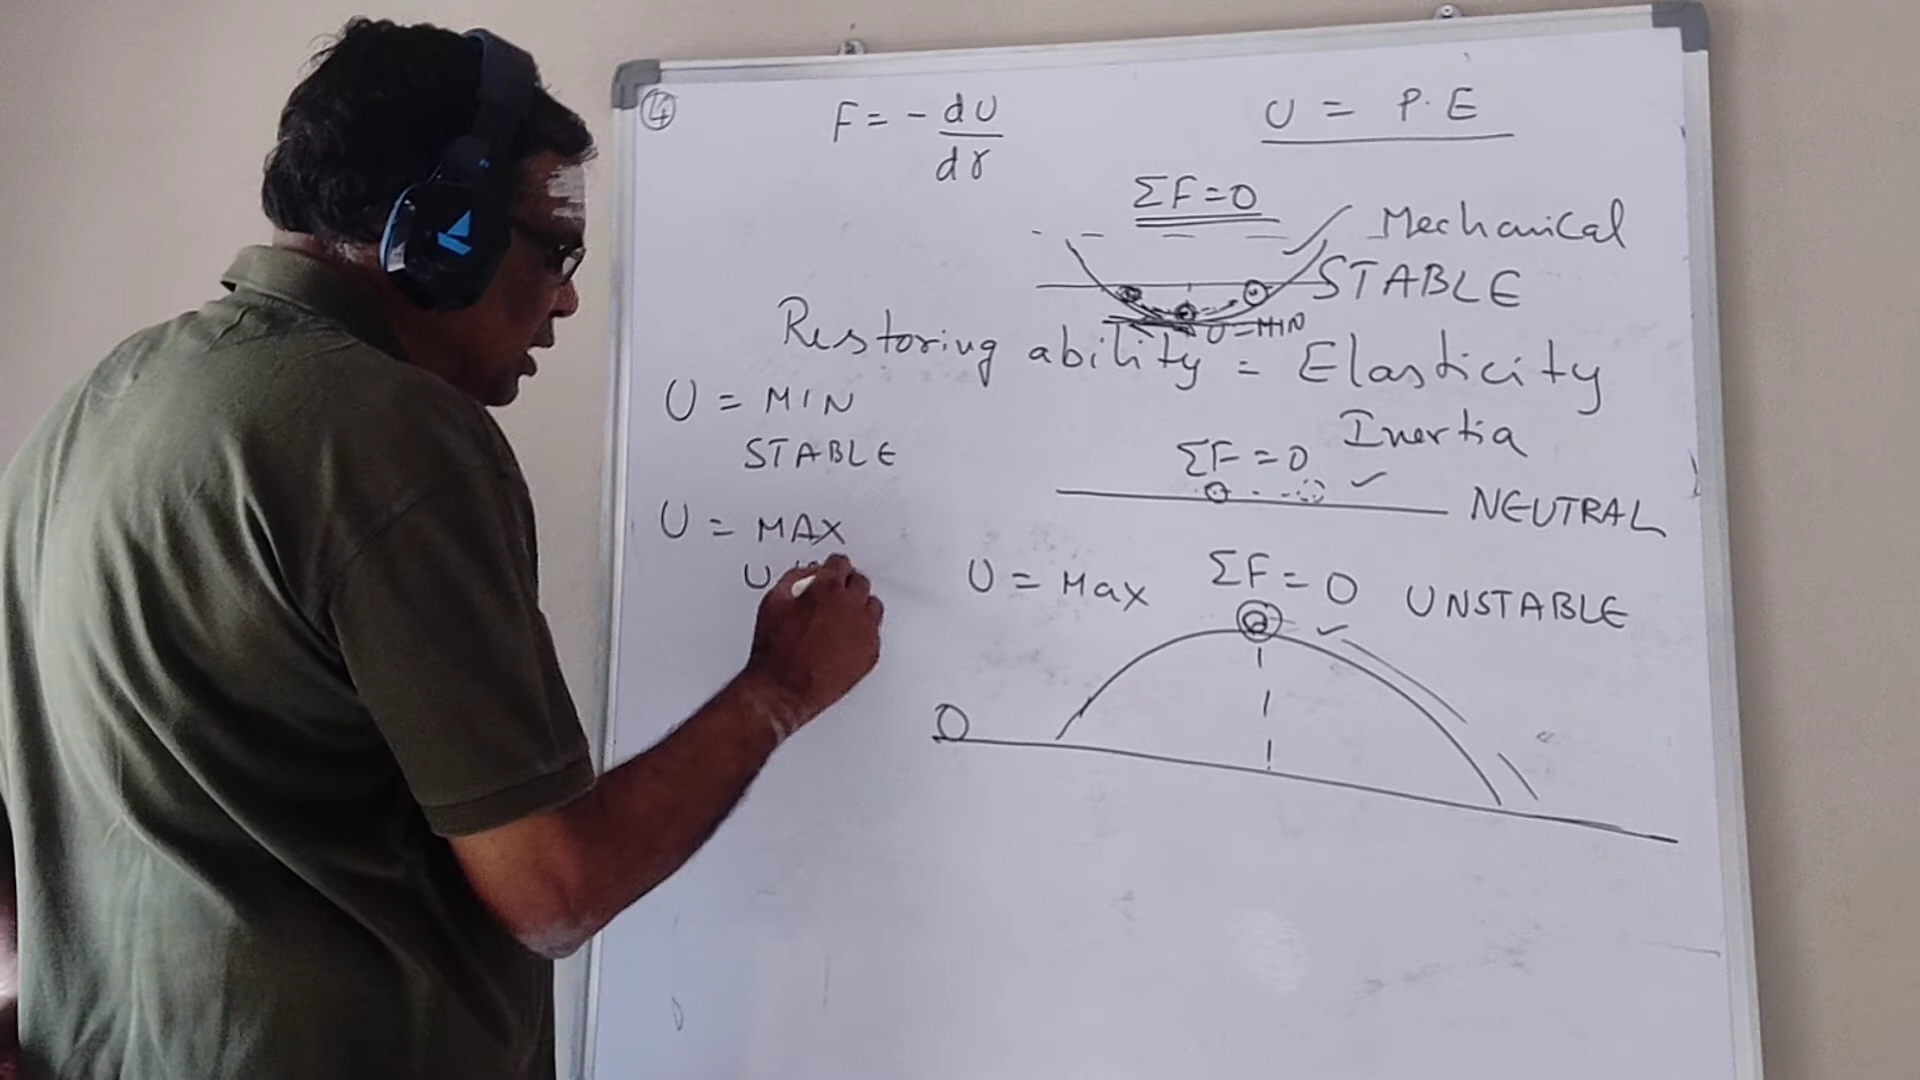 ④
F = - dU
dr
U = P.E
ΣF=0
Mechanical
STABLE
U=MIN
Restoring ability = Elasticity
U = MIN
STABLE
Inertia
ΣF=0
NEUTRAL
U = MAX
U = Max
ΣF=0
UNSTABLE